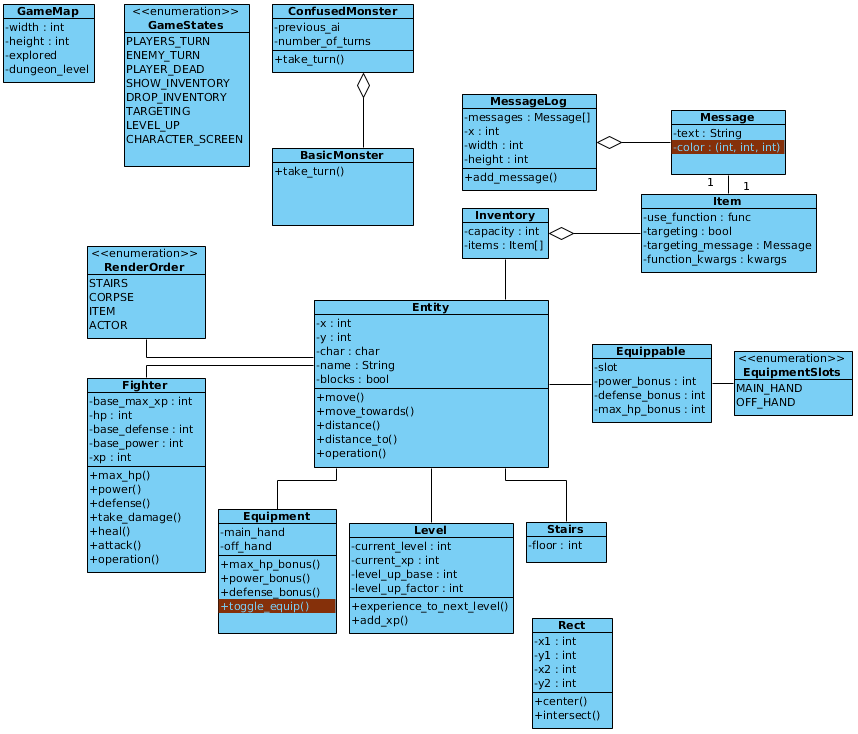 GameMap
-width : int
-height : int
-explored
-dungeon_level
<<enumeration>>
GameStates
PLAYERS_TURN
ENEMY_TURN
PLAYER_DEAD
SHOW_INVENTORY
DROP_INVENTORY
TARGETING
LEVEL_UP
CHARACTER_SCREEN
ConfusedMonster
-previous_ai
-number_of_turns
+take_turn()
BasicMonster
+take_turn()
MessageLog
-messages : Message[]
-x : int
-width : int
-height : int
+add_message()
Message
-text : String
-color : (int, int, int)
1
1
Item
-use_function : func
-targeting : bool
-targeting_message : Message
-function_kwargs : kwargs
Inventory
-capacity : int
-items : Item[]
<<enumeration>>
RenderOrder
STAIRS
CORPSE
ITEM
ACTOR
Entity
-x : int
-y : int
-char : char
-name : String
-blocks : bool
+move()
+move_towards()
+distance()
+distance_to()
+operation()
Equippable
-slot
-power_bonus : int
-defense_bonus : int
-max_hp_bonus : int
<<enumeration>>
EquipmentSlots
MAIN_HAND
OFF_HAND
Fighter
-base_max_xp : int
-hp : int
-base_defense : int
-base_power : int
-xp : int
+max_hp()
+power()
+defense()
+take_damage()
+heal()
+attack()
+operation()
Equipment
-main_hand
-off_hand
+max_hp_bonus()
+power_bonus()
+defense_bonus()
+toggle_equip()
Level
-current_level : int
-current_xp : int
-level_up_base : int
-level_up_factor : int
+experience_to_next_level()
+add_xp()
Stairs
-floor : int
Rect
-x1 : int
-y1 : int
-x2 : int
-y2 : int
+center()
+intersect()